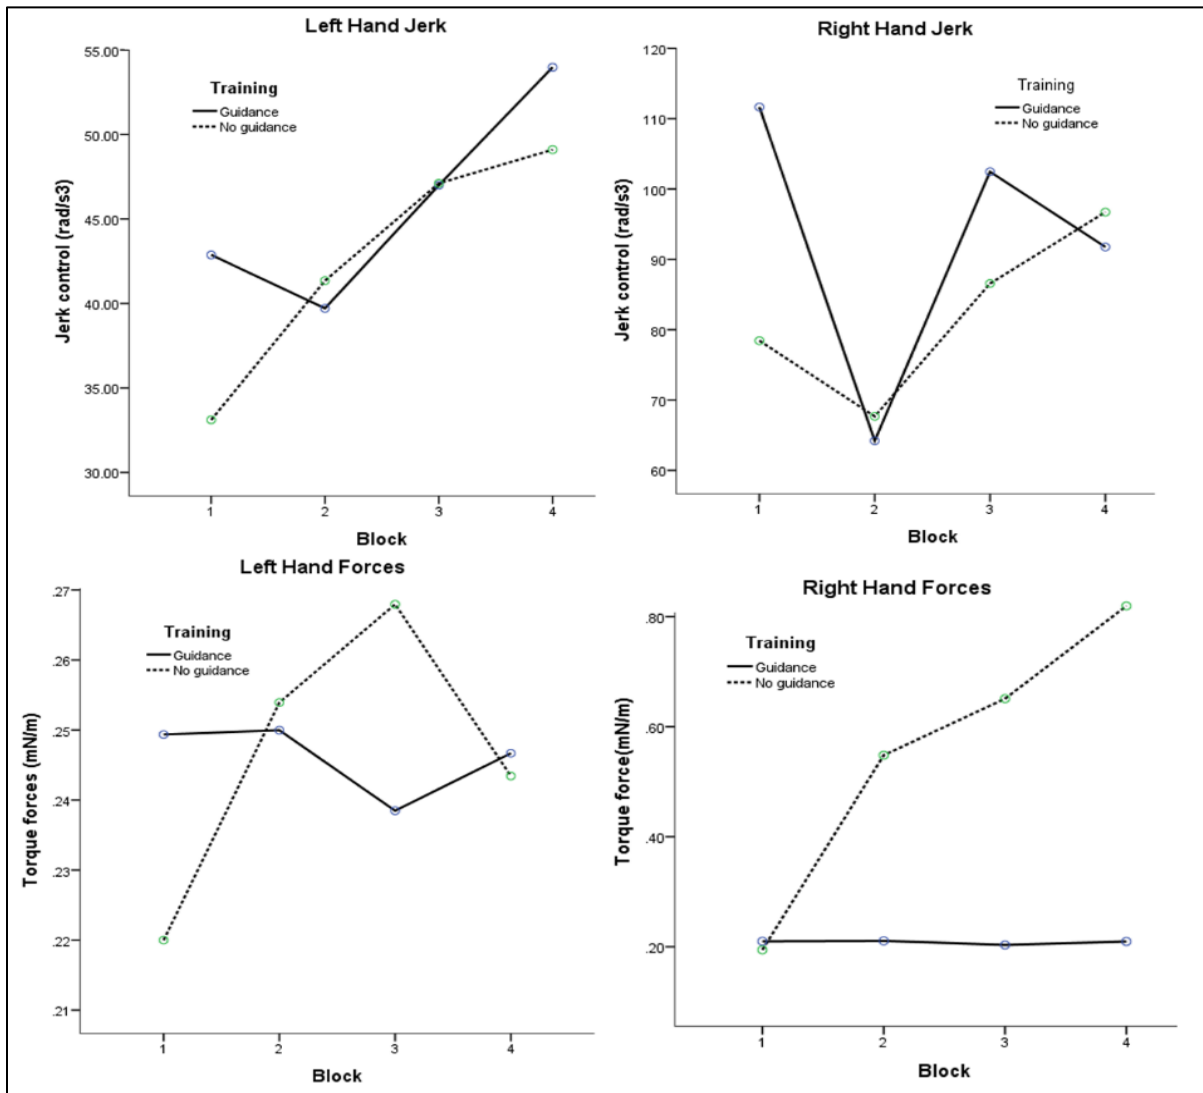 Left Hand Jerk
55.00
50.00
45.00
40.00
35.00
30.00
Jerk control (rad/s3)
Training
Guidance
No guidance
1 2 3 4
Block
Right Hand Jerk
120
110
100
90
80
70
60
Jerk control (rad/s3)
Training
Guidance
No guidance
1 2 3 4
Block
Left Hand Forces
.27
.26
.25
.24
.23
.22
.21
Torque forces (mN/m)
Training
Guidance
No guidance
1 2 3 4
Block
Right Hand Forces
.80
.60
.40
.20
Torque force(mN/m)
Training
Guidance
No guidance
1 2 3 4
Block